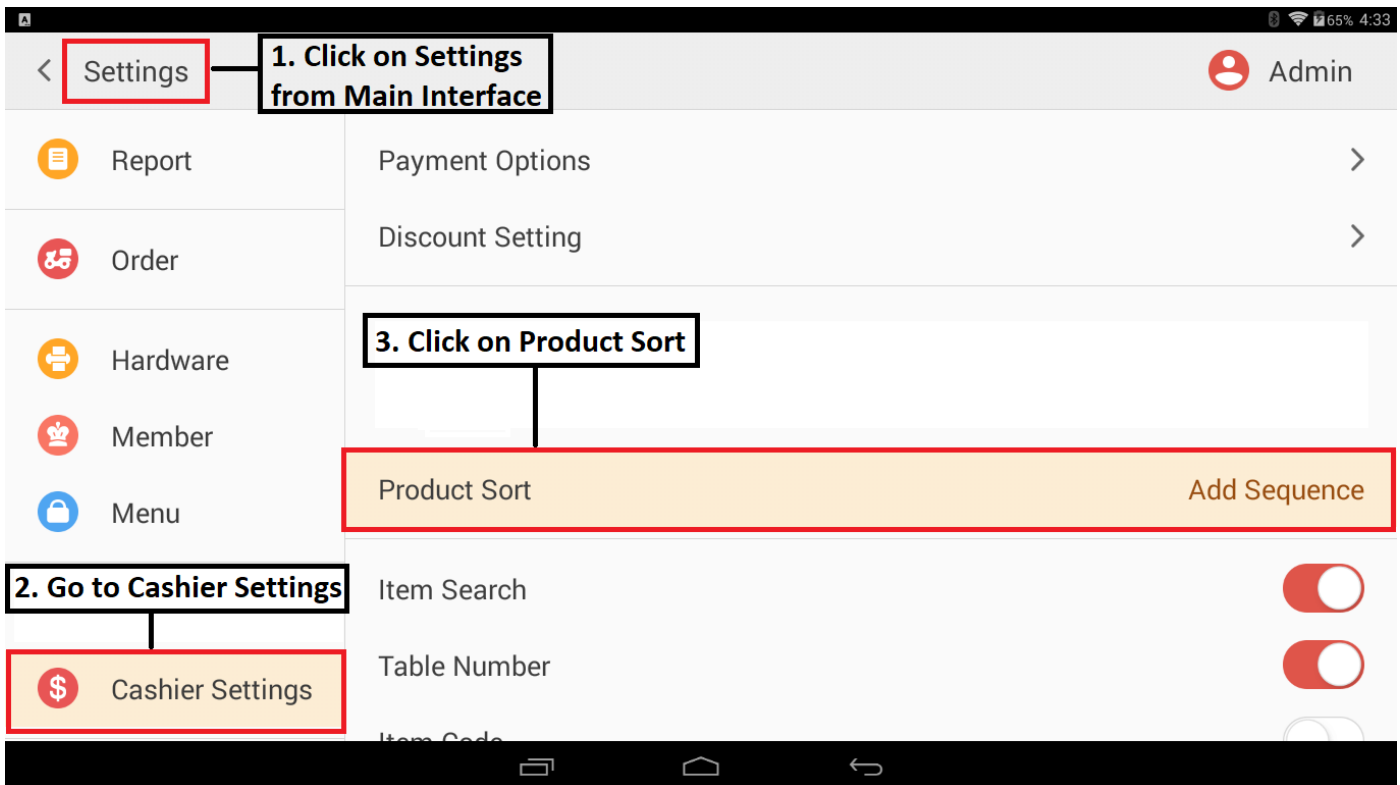 65% 4:33
Settings
1. Click on Settings
from Main Interface
Admin
Report
Order
Hardware
Member
Menu
2. Go to Cashier Settings
Cashier Settings
Payment Options
Discount Setting
3. Click on Product Sort
Product Sort
Add Sequence
Item Search
Table Number
Item Code